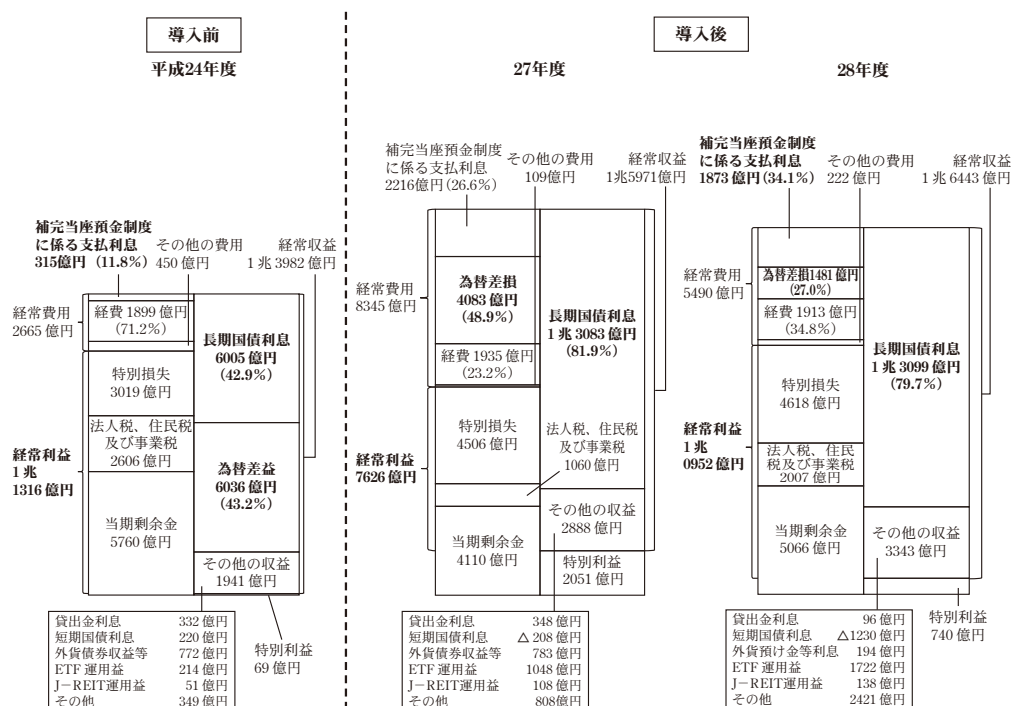 導入前
平成24年度
補完当座預金制度
に係る支払利息
315億円（11.8%）
その他の費用
450億円
経常収益
1兆3982億円
経常費用
2665億円
経費 1899億円
（71.2%）
特別損失
3019億円
法人税、住民税
及び事業税
2606億円
当期剰余金
5760億円
経常利益
1兆
1316億円
長期国債利息
6005億円
（42.9%）
為替差益
6036億円
（43.2%）
その他の収益
1941億円
特別利益
69億円
貸出金利息 332億円
短期国債利息 220億円
外貨債券収益等 772億円
ETF運用益 214億円
J－REIT運用益 51億円
その他 349億円
導入後
27年度
補完当座預金制度
に係る支払利息
2216億円（26.6%）
その他の費用
109億円
経常収益
1兆5971億円
経常費用
8345億円
為替差損
4083億円
（48.9%）
経費 1935億円
（23.2%）
特別損失
4506億円
法人税、住民税
及び事業税
1060億円
当期剰余金
4110億円
経常利益
7626億円
長期国債利息
1兆3083億円
（81.9%）
その他の収益
2888億円
特別利益
2051億円
貸出金利息 348億円
短期国債利息 △208億円
外貨債券収益等 783億円
ETF運用益 1048億円
J－REIT運用益 108億円
その他 808億円
28年度
補完当座預金制度
に係る支払利息
1873億円（34.1%）
その他の費用
222億円
経常収益
1兆6443億円
経常費用
5490億円
為替差損1481億円
（27.0%）
経費 1913億円
（34.8%）
特別損失
4618億円
法人税、住民
税及び事業税
2007億円
当期剰余金
5066億円
経常利益
1兆
0952億円
長期国債利息
1兆3099億円
（79.7%）
その他の収益
3343億円
特別利益
740億円
貸出金利息 96億円
短期国債利息 △1230億円
外貨預け金等利息 194億円
ETF運用益 1722億円
J－REIT運用益 138億円
その他 2421億円